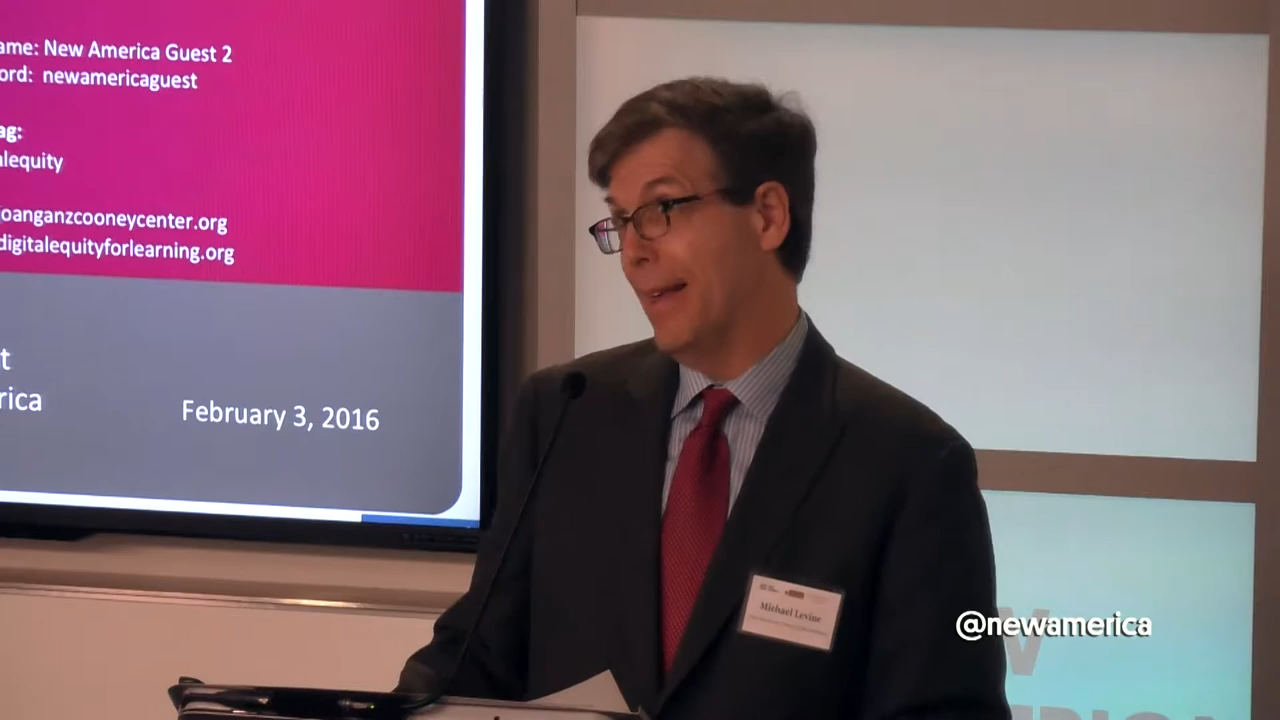 ame: New America Guest 2
ord: newamericaguest
ag:
alequity
oanganzcooneycenter.org
digitalequityforlearning.org
t
rica
February 3, 2016
Michael Levine
@newamerica
W
ERICA